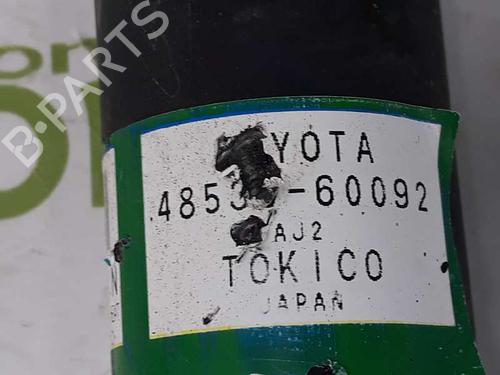 B-PARTS
YOTA
4853 -60092
AJ2
TOKICO
JAPAN